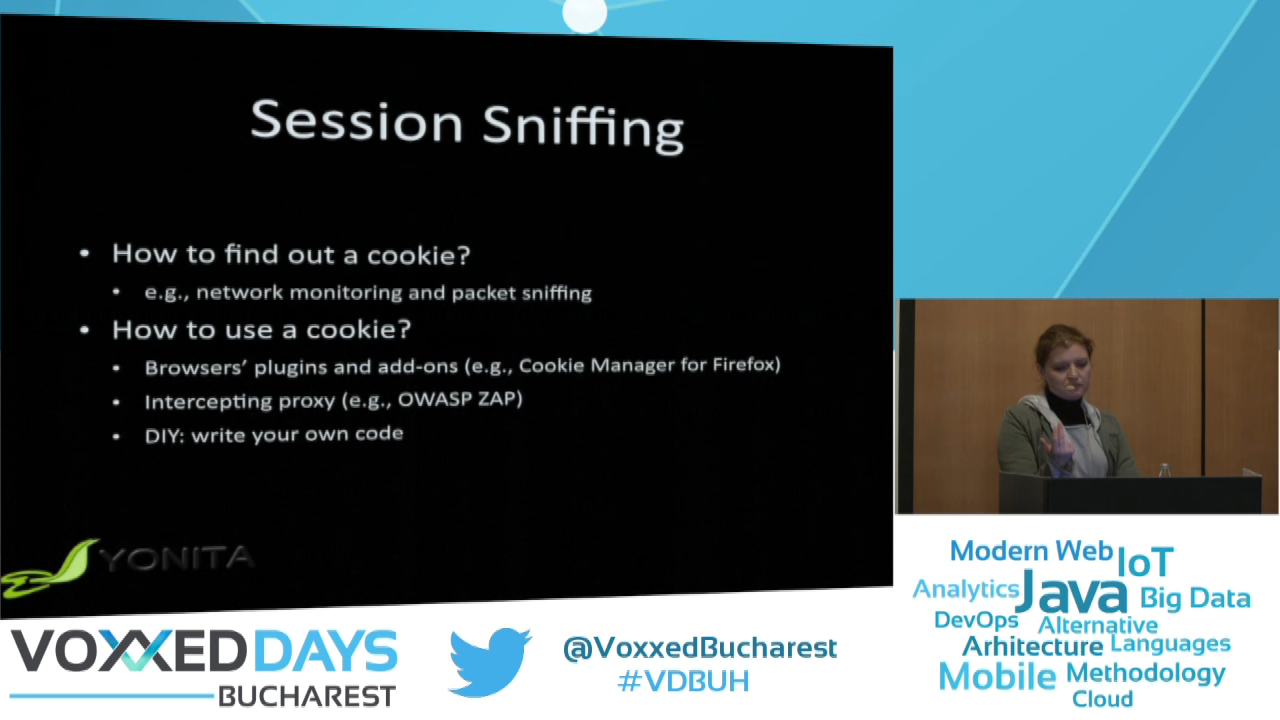 Session Sniffing
• How to find out a cookie?
• e.g., network monitoring and packet sniffing
• How to use a cookie?
• Browsers' plugins and add-ons (e.g., Cookie Manager for Firefox)
• Intercepting proxy (e.g., OWASP ZAP)
• DIY: write your own code
YONITA
VOXXED DAYS
BUCHAREST
@VoxxedBucharest
#VDBUH
Modern Web IoT
Analytics Java Big Data
DevOps Alternative
Arhitecture Languages
Mobile Methodology
Cloud